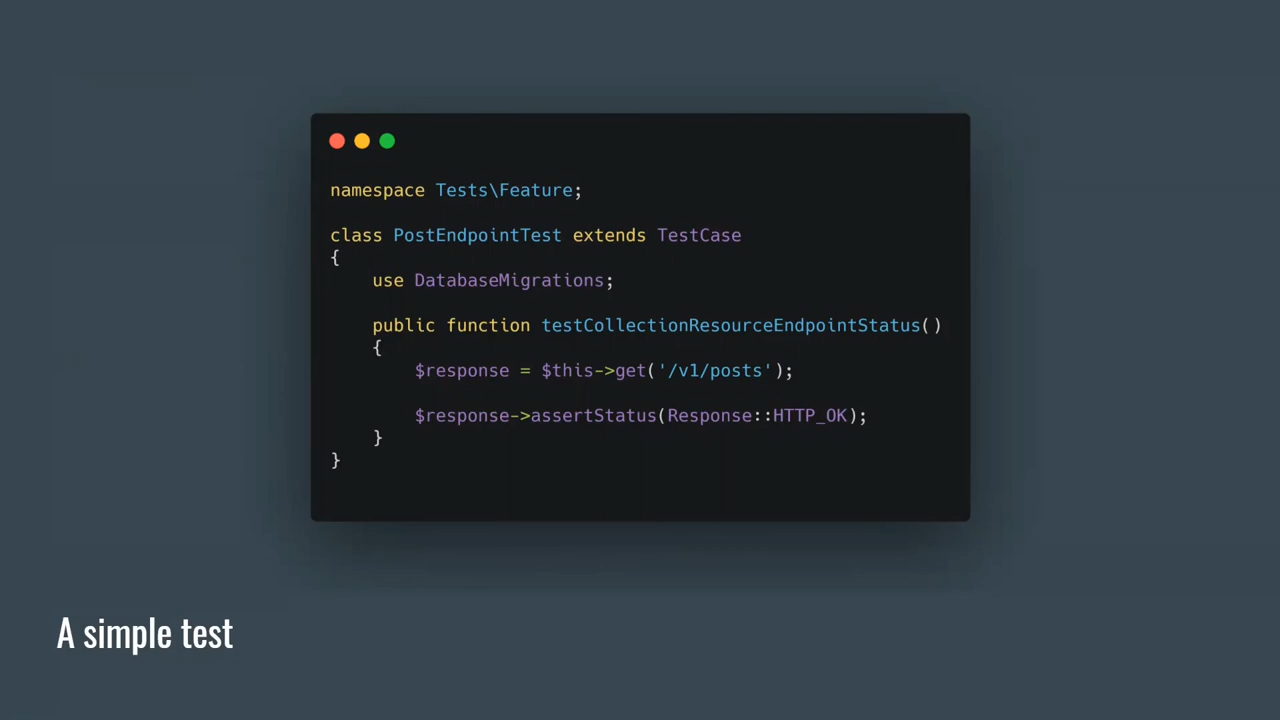 namespace Tests\Feature;
class PostEndpointTest extends TestCase
{
    use DatabaseMigrations;
    public function testCollectionResourceEndpointStatus()
    {
        $response = $this->get('/v1/posts');
        $response->assertStatus(Response::HTTP_OK);
    }
}
A simple test